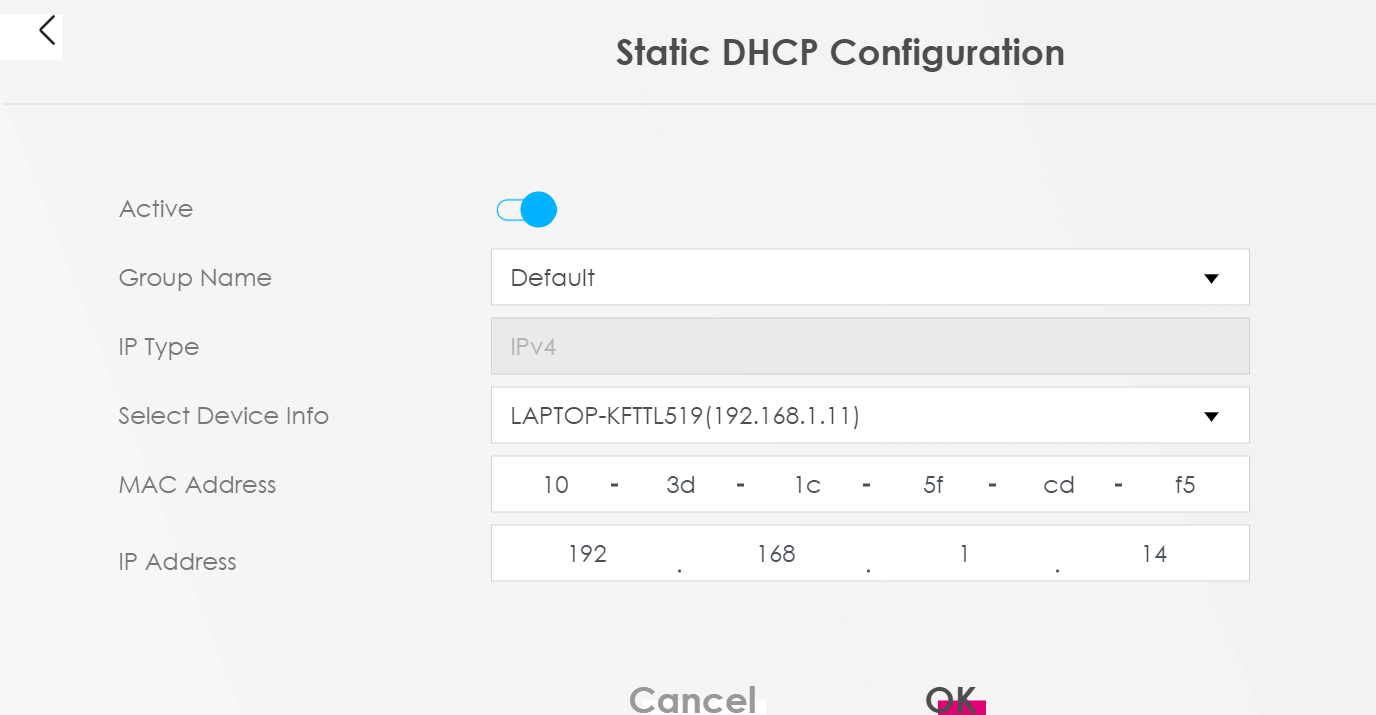 Static DHCP Configuration
Active
Group Name Default
IP Type IPv4
Select Device Info LAPTOP-KFTTL519(192.168.1.11)
MAC Address 10 - 3d - 1c - 5f - cd - f5
IP Address 192 . 168 . 1 . 14
Cancel OK